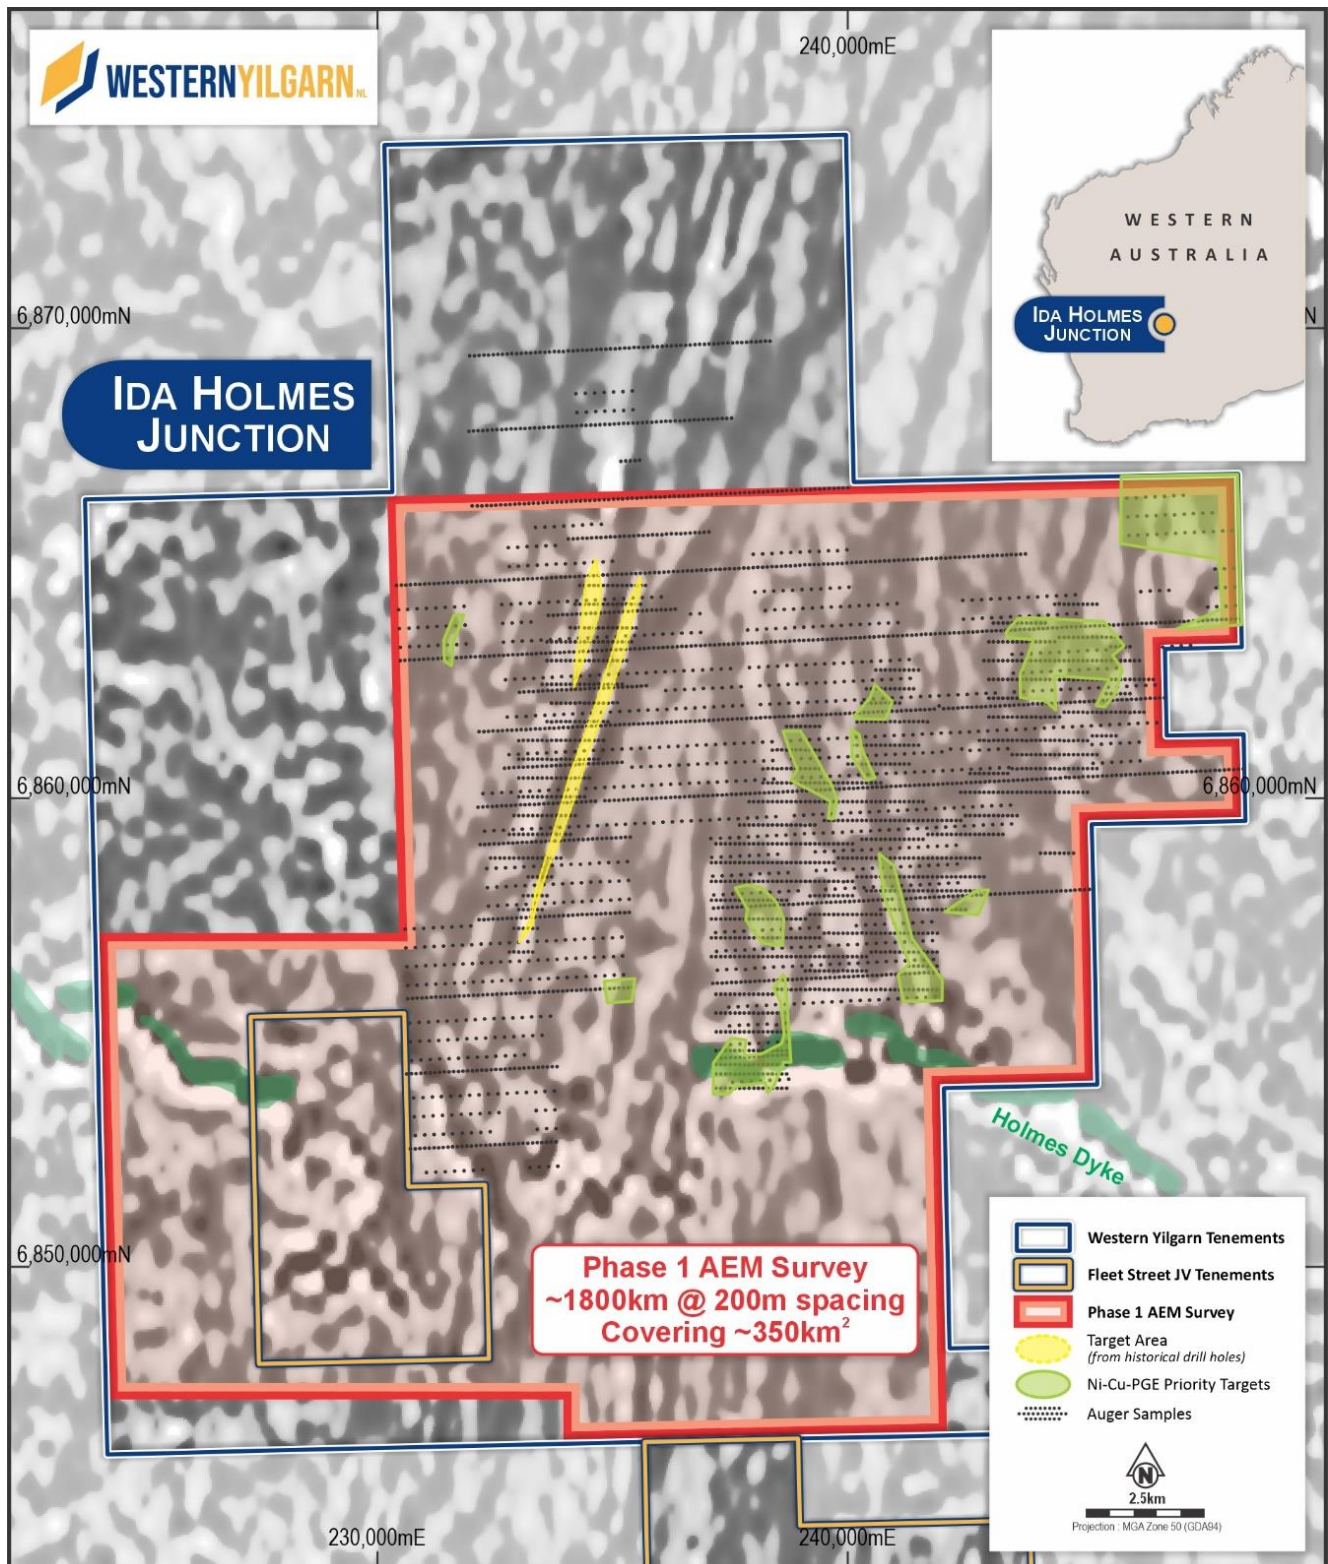 240,000mE
WESTERNYILGARN NL
WESTERN
AUSTRALIA
6,870,000mN
N
IDA HOLMES
JUNCTION
IDA HOLMES
JUNCTION
6,860,000mN
6,860,000mN
Holmes Dyke
6,850,000mN
Phase 1 AEM Survey
~1800km @ 200m spacing
Covering ~350km²
Western Yilgarn Tenements
Fleet Street JV Tenements
Phase 1 AEM Survey
Target Area
(from historical drill holes)
Ni-Cu-PGE Priority Targets
Auger Samples
N
2.5km
Projection : MGA Zone 50 (GDA94)
230,000mE
240,000mE